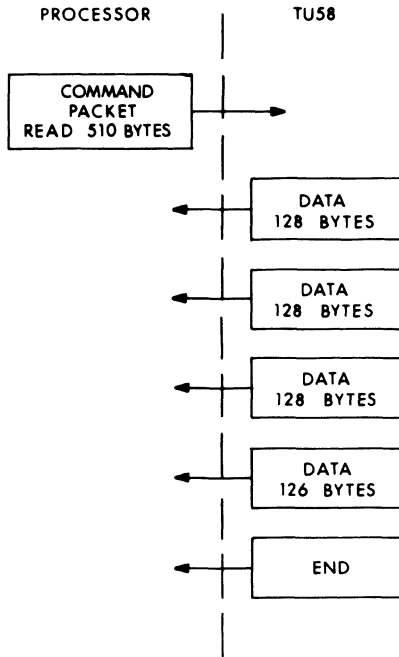 PROCESSOR TU58
COMMAND
PACKET
READ 510 BYTES
DATA
128 BYTES
DATA
128 BYTES
DATA
128 BYTES
DATA
126 BYTES
END